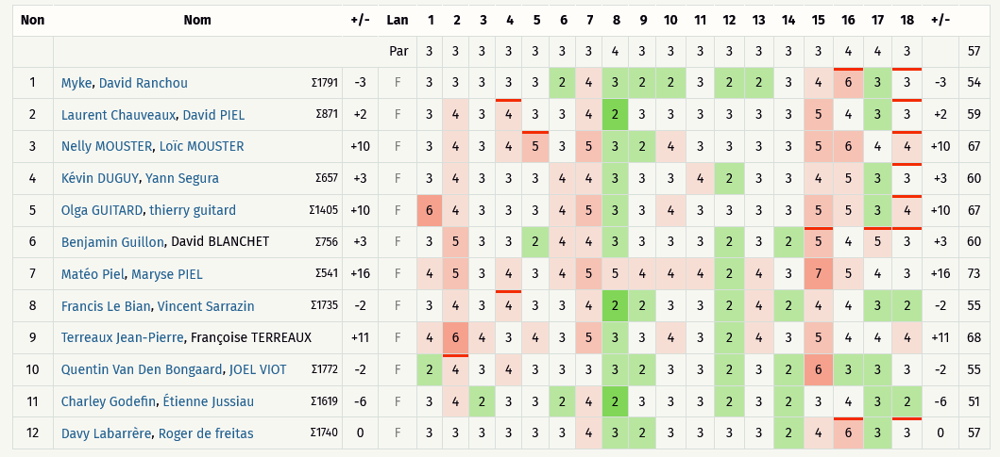 Non Nom +/- Lan 1 2 3 4 5 6 7 8 9 10 11 12 13 14 15 16 17 18 +/-
Par 3 3 3 3 3 3 3 4 3 3 3 3 3 3 3 4 4 3 57
1 Myke, David Ranchou Σ1791 -3 F 3 3 3 3 3 2 4 3 2 2 3 2 2 3 4 6 3 3 -3 54
2 Laurent Chauveaux, David PIEL Σ871 +2 F 3 4 3 4 3 3 4 2 3 3 3 3 3 3 5 4 3 3 +2 59
3 Nelly MOUSTER, Loïc MOUSTER +10 F 3 4 3 4 5 3 5 3 2 4 3 3 3 3 5 6 4 4 +10 67
4 Kévin DUGUY, Yann Segura Σ657 +3 F 3 4 3 3 3 4 4 3 3 3 4 2 3 3 4 5 3 3 +3 60
5 Olga GUITARD, thierry guitard Σ1405 +10 F 6 4 3 3 3 4 5 3 3 4 3 3 3 3 5 5 3 4 +10 67
6 Benjamin Guillon, David BLANCHET Σ756 +3 F 3 5 3 3 2 4 4 3 3 3 3 2 3 2 5 4 5 3 +3 60
7 Matéo Piel, Maryse PIEL Σ541 +16 F 4 5 3 4 3 4 5 5 4 4 4 2 4 3 7 5 4 3 +16 73
8 Francis Le Bian, Vincent Sarrazin Σ1735 -2 F 3 4 3 4 3 3 4 2 2 3 3 2 4 2 4 4 3 2 -2 55
9 Terreaux Jean-Pierre, Françoise TERREAUX +11 F 4 6 4 3 4 3 5 3 3 4 3 2 4 3 5 4 4 4 +11 68
10 Quentin Van Den Bongaard, JOEL VIOT Σ1772 -2 F 2 4 3 4 3 3 3 3 2 3 3 2 3 2 6 3 3 3 -2 55
11 Charley Godefin, Étienne Jussiau Σ1619 -6 F 3 4 2 3 3 2 4 2 3 3 3 2 3 2 3 4 3 2 -6 51
12 Davy Labarrère, Roger de freitas Σ1740 0 F 3 3 3 3 3 3 4 3 2 3 3 3 3 2 4 6 3 3 0 57